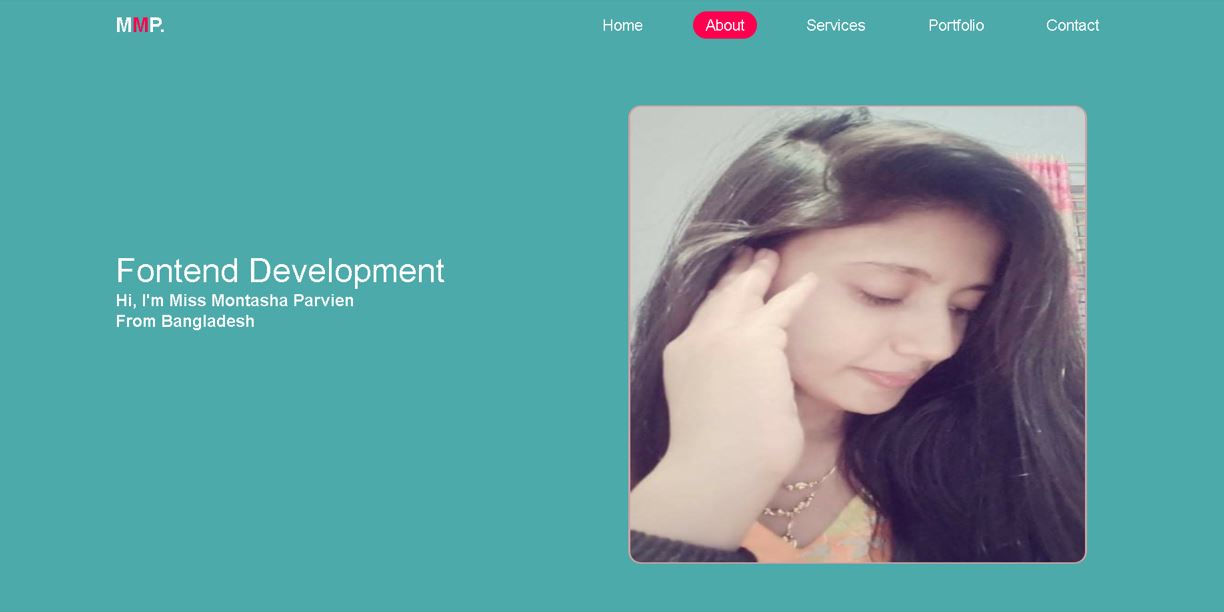 MMP.
Home
About
Services
Portfolio
Contact
Fontend Development
Hi, I'm Miss Montasha Parvien
From Bangladesh